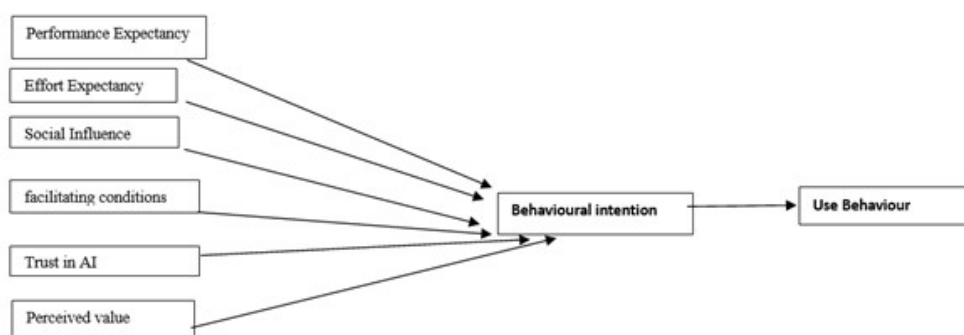 Performance Expectancy
Effort Expectancy
Social Influence
facilitating conditions
Trust in AI
Perceived value
Behavioural intention
Use Behaviour